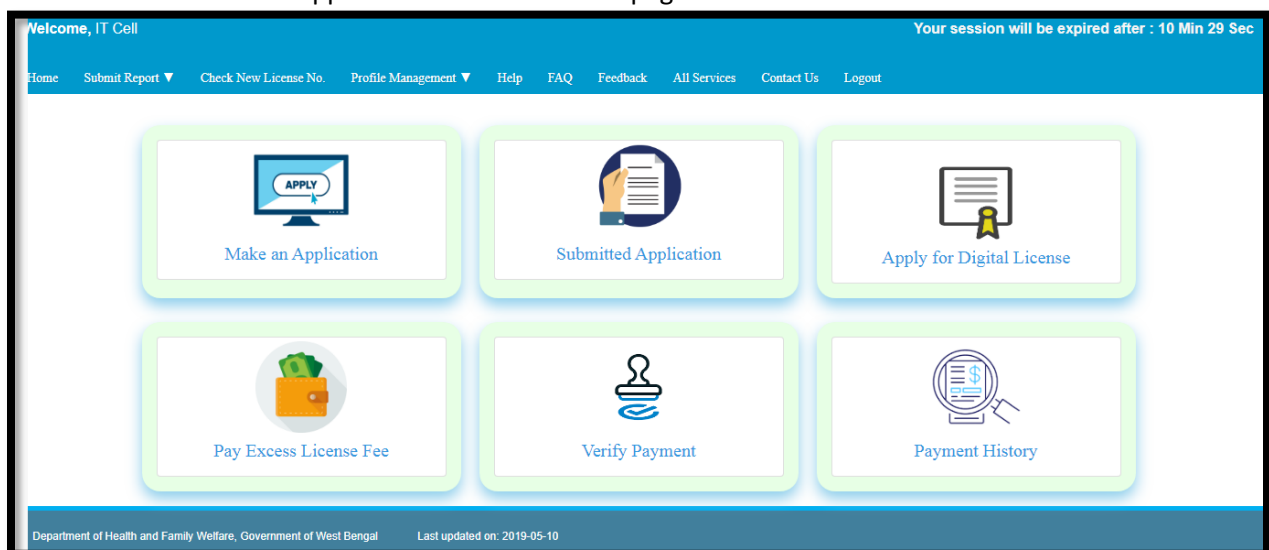 Welcome, IT Cell
Your session will be expired after : 10 Min 29 Sec
Home Submit Report ▼ Check New License No. Profile Management ▼ Help FAQ Feedback All Services Contact Us Logout
APPLY
Make an Application
Submitted Application
Apply for Digital License
Pay Excess License Fee
Verify Payment
Payment History
Department of Health and Family Welfare, Government of West Bengal Last updated on: 2019-05-10